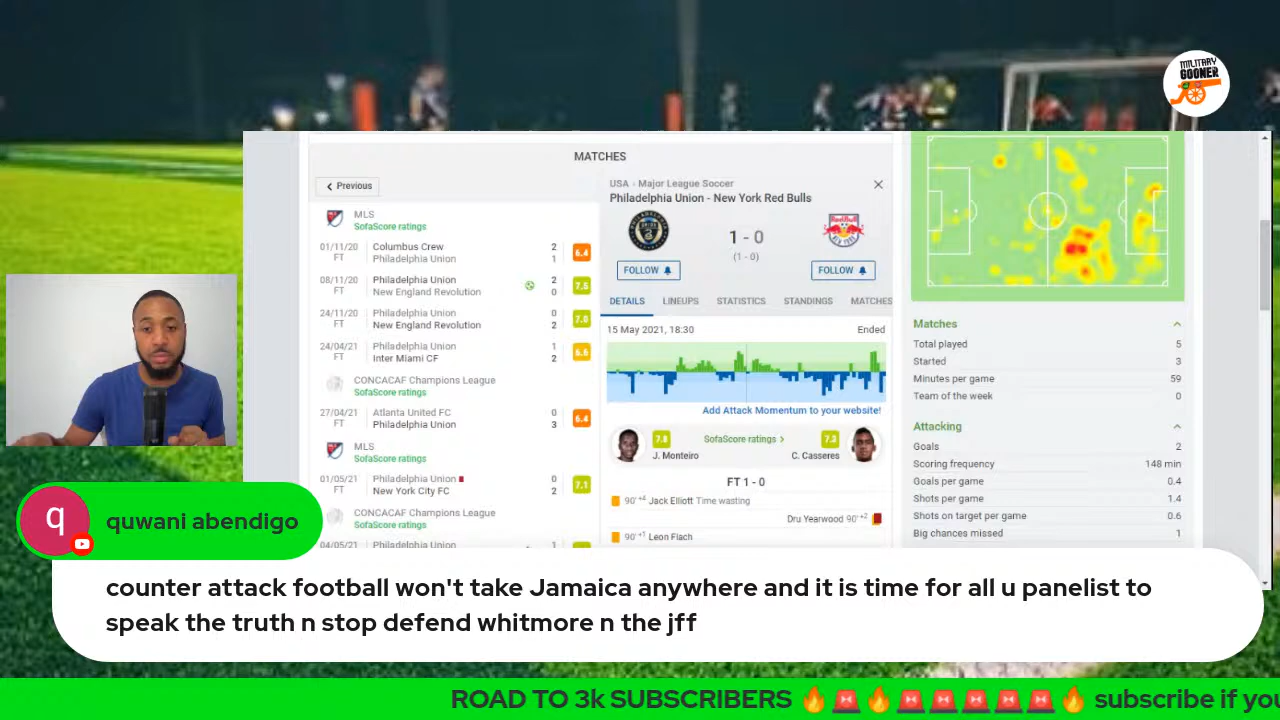 MILITARY
GOONER
MATCHES
Previous
MLS
SofaScore ratings
01/11/20 Columbus Crew 2
FT Philadelphia Union 1
6.4
08/11/20 Philadelphia Union 2
FT New England Revolution 0
7.5
24/11/20 Philadelphia Union 0
FT New England Revolution 2
7.0
24/04/21 Philadelphia Union 1
FT Inter Miami CF 2
6.6
CONCACAF Champions League
SofaScore ratings
27/04/21 Atlanta United FC 0
FT Philadelphia Union 3
6.4
MLS
SofaScore ratings
01/05/21 Philadelphia Union 0
FT New York City FC 2
7.1
CONCACAF Champions League
SofaScore ratings
04/05/21 Philadelphia Union 1
USA Major League Soccer
Philadelphia Union - New York Red Bulls
1 - 0
(1 - 0)
FOLLOW FOLLOW
DETAILS LINEUPS STATISTICS STANDINGS MATCHES
15 May 2021, 18:30 Ended
Add Attack Momentum to your website!
7.8 SofaScore ratings > 7.3
J. Monteiro C. Casseres
FT 1 - 0
90'+4 Jack Elliott Time wasting
Dru Yearwood 90'+2
90'+1 Leon Flach
Matches
Total played 5
Started 3
Minutes per game 59
Team of the week 0
Attacking
Goals 2
Scoring frequency 148 min
Goals per game 0.4
Shots per game 1.4
Shots on target per game 0.6
Big chances missed 1
q
quwani abendigo
counter attack football won't take Jamaica anywhere and it is time for all u panelist to
speak the truth n stop defend whitmore n the jff
ROAD TO 3k SUBSCRIBERS 🔥🚨🔥🚨🚨🚨🚨🚨🔥 subscribe if you